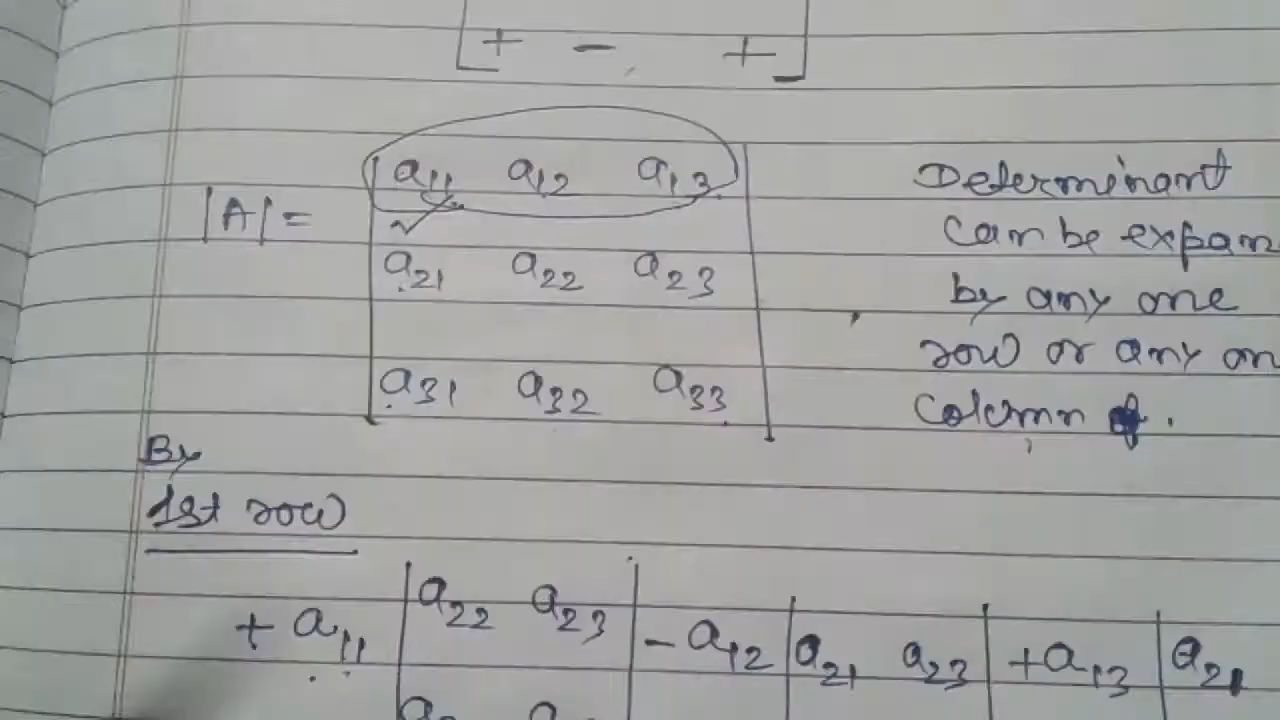 + - +
a11 a12 a13
|A| =
a21 a22 a23
a31 a32 a33
Determinant
can be expan
by any one
row or any on
column of.
By
1st row
+ a11 | a22 a23 | - a12 | a21 a23 | + a13 | a21